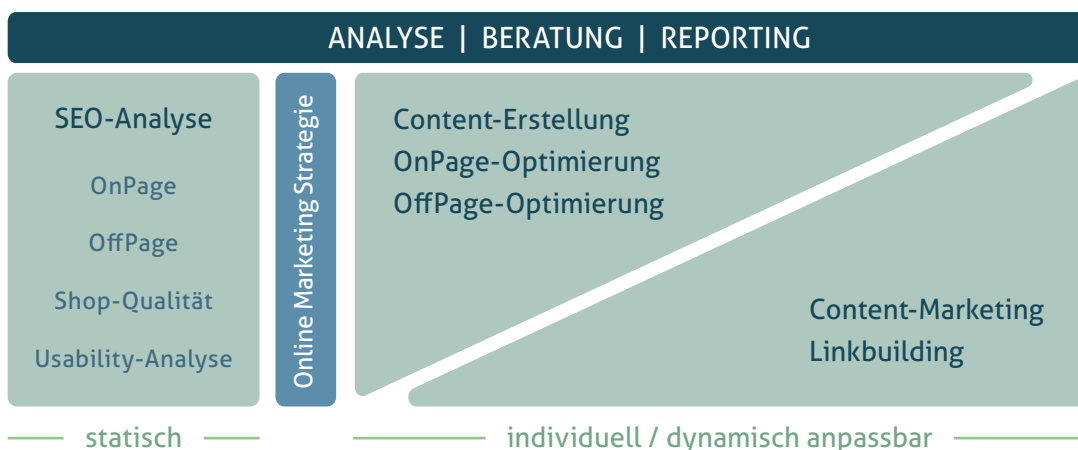 ANALYSE | BERATUNG | REPORTING
SEO-Analyse
OnPage
OffPage
Shop-Qualität
Usability-Analyse
Online Marketing Strategie
Content-Erstellung
OnPage-Optimierung
OffPage-Optimierung
Content-Marketing
Linkbuilding
statisch
individuell / dynamisch anpassbar